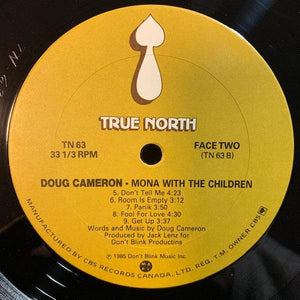 TRUE NORTH
TN 63
33 1/3 RPM
FACE TWO
(TN 63 B)
DOUG CAMERON - MONA WITH THE CHILDREN
5. Don't Tell Me 4:23
6. Room Is Empty 3:30
7. Panik 3:50
8. Fool For Love 4:30
9. Get Up 3:37
Words and Music by Doug Cameron
Produced by Jack Lenz for
Don't Blink Productins
© 1985 Don't Blink Music Inc.
MANUFACTURED BY CBS RECORDS CANADA, LTD. REG. T.M. OWNER CBS